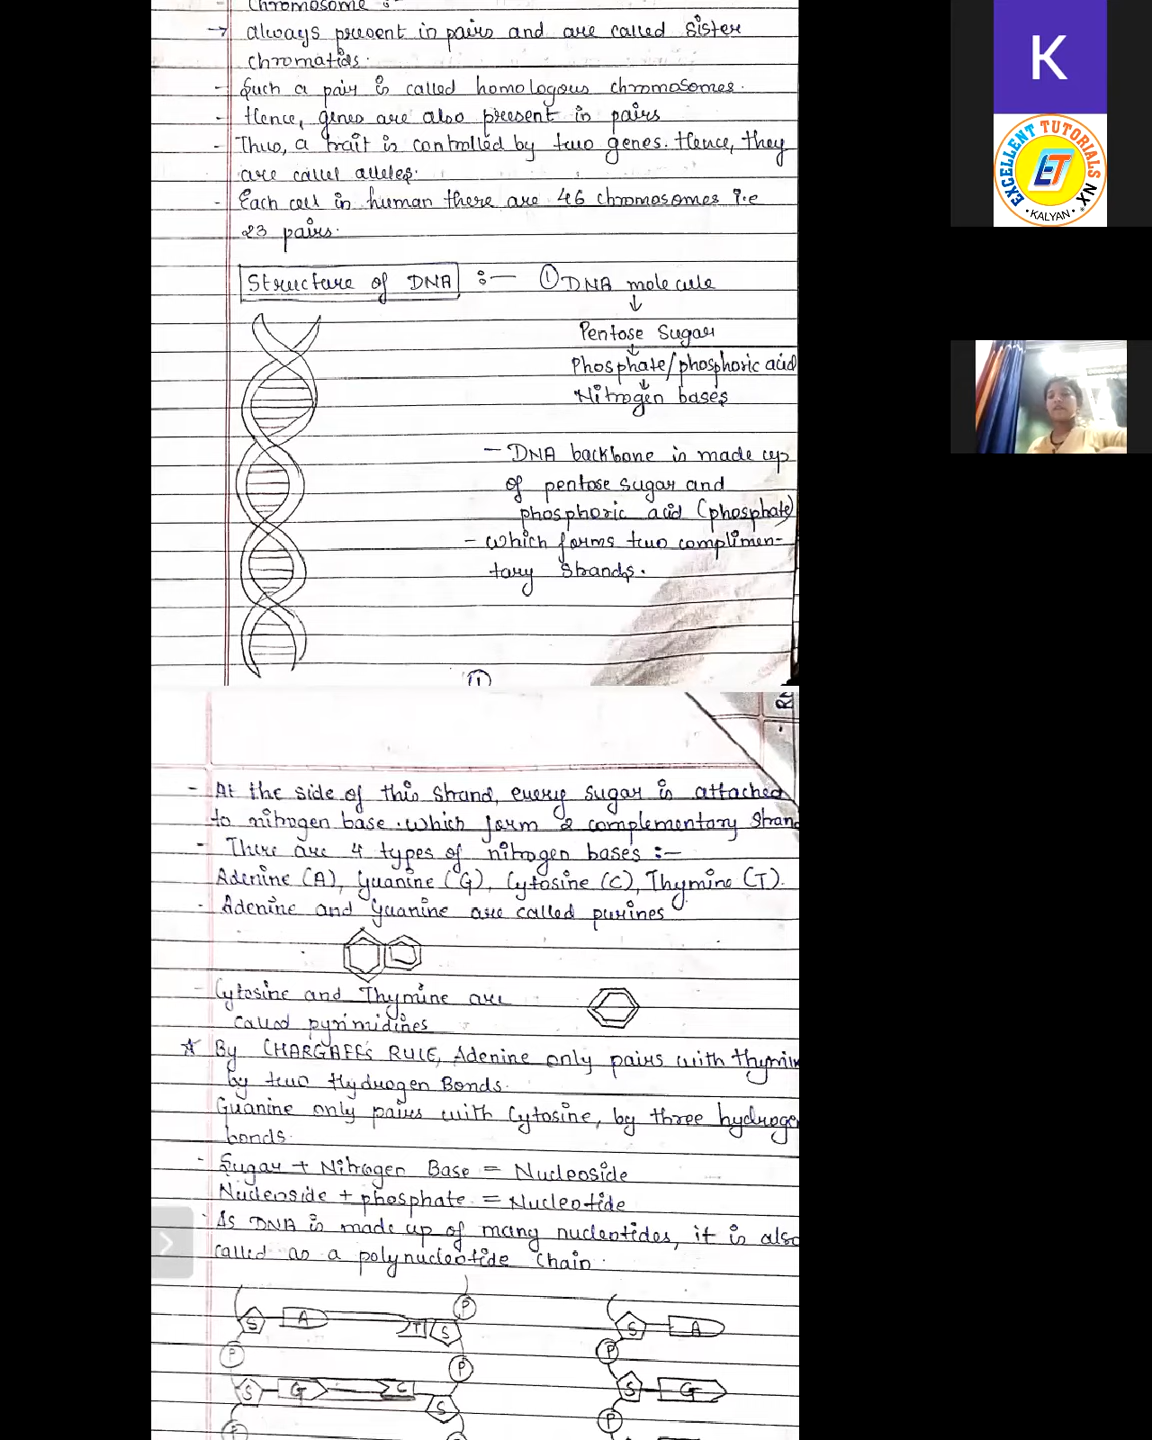 Chromosome :-
→ always present in pairs and are called sister
chromatids.
- Such a pair is called homologous chromosomes.
- Hence, genes are also present in pairs
- Thus, a trait is controlled by two genes. Hence, they
are called alleles.
- Each cell in human there are 46 chromosomes i.e
23 pairs.
Structure of DNA :- ① DNA molecule
↓
Pentose Sugar
↓
Phosphate/phosphoric acid
↓
Nitrogen bases
- DNA backbone is made up
of pentose sugar and
phosphoric acid (phosphate)
- which forms two complimen-
tary strands.
①
- At the side of this strand, every sugar is attached
to nitrogen base. which form 2 complementary stran
- There are 4 types of nitrogen bases :-
Adenine (A), Guanine (G), Cytosine (C), Thymine (T).
- Adenine and Guanine are called purines
- Cytosine and Thymine are
called pyrimidines
☆ By CHARGAFF's RULE, Adenine only pairs with thymin
by two Hydrogen Bonds.
Guanine only pairs with Cytosine, by three hydroge
bonds.
- Sugar + Nitrogen Base = Nucleoside
Nucleoside + phosphate = Nucleotide
- As DNA is made up of many nucleotides, it is also
called as a polynucleotide chain.
P
S A T S S A
P P P
S G C S S G
P P
K
EXCELLENT TUTORIALS NX
ET
• KALYAN •